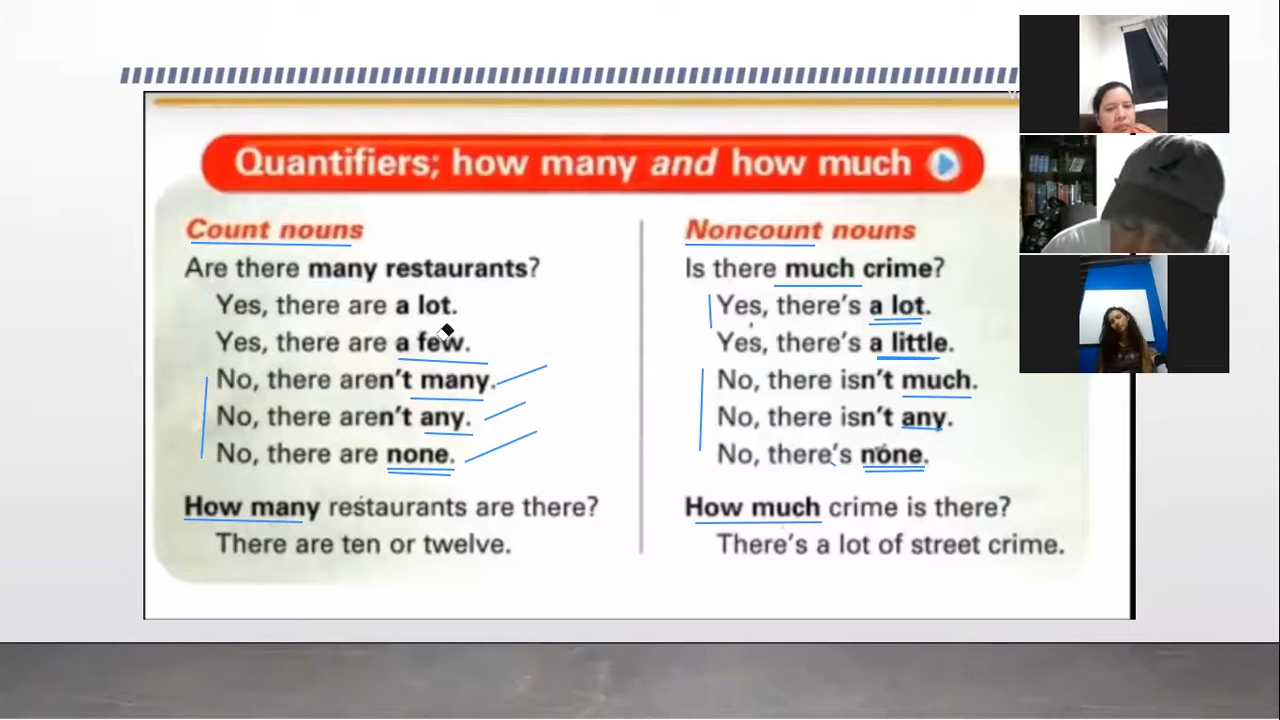 Quantifiers; how many and how much
Count nouns
Are there many restaurants?
Yes, there are a lot.
Yes, there are a few.
No, there aren't many.
No, there aren't any.
No, there are none.
How many restaurants are there?
There are ten or twelve.
Noncount nouns
Is there much crime?
Yes, there's a lot.
Yes, there's a little.
No, there isn't much.
No, there isn't any.
No, there's none.
How much crime is there?
There's a lot of street crime.